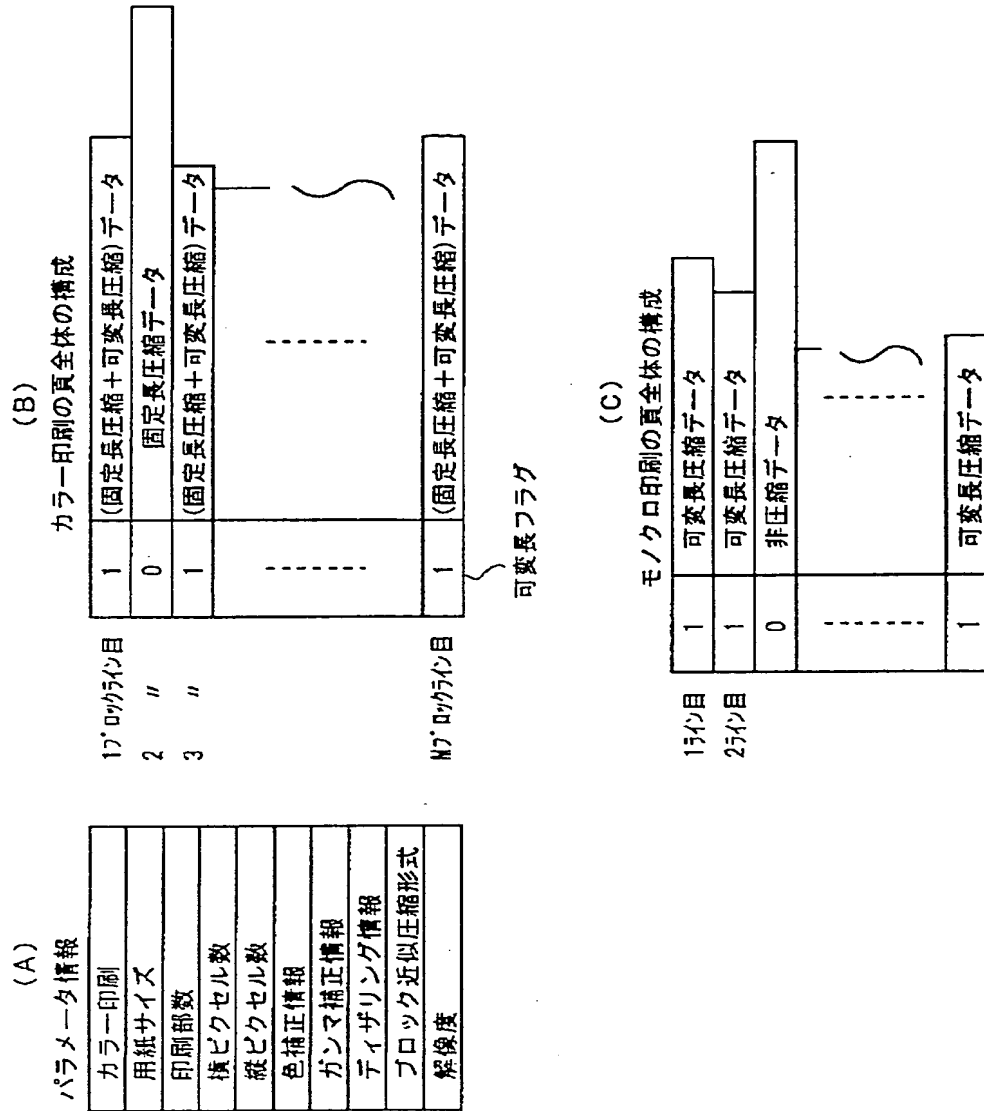 (A)
パラメータ情報
カラー印刷
用紙サイズ
印刷部数
横ピクセル数
縦ピクセル数
色補正情報
ガンマ補正情報
ディザリング情報
ブロック近似圧縮形式
解像度
(B)
カラー印刷の頁全体の構成
1ブロックライン目 1 (固定長圧縮+可変長圧縮)データ
2 〃 0 固定長圧縮データ
3 〃 1 (固定長圧縮+可変長圧縮)データ
Mブロックライン目 1 (固定長圧縮+可変長圧縮)データ
可変長フラグ
(C)
モノクロ印刷の頁全体の構成
1ライン目 1 可変長圧縮データ
2ライン目 1 可変長圧縮データ
0 非圧縮データ
1 可変長圧縮データ